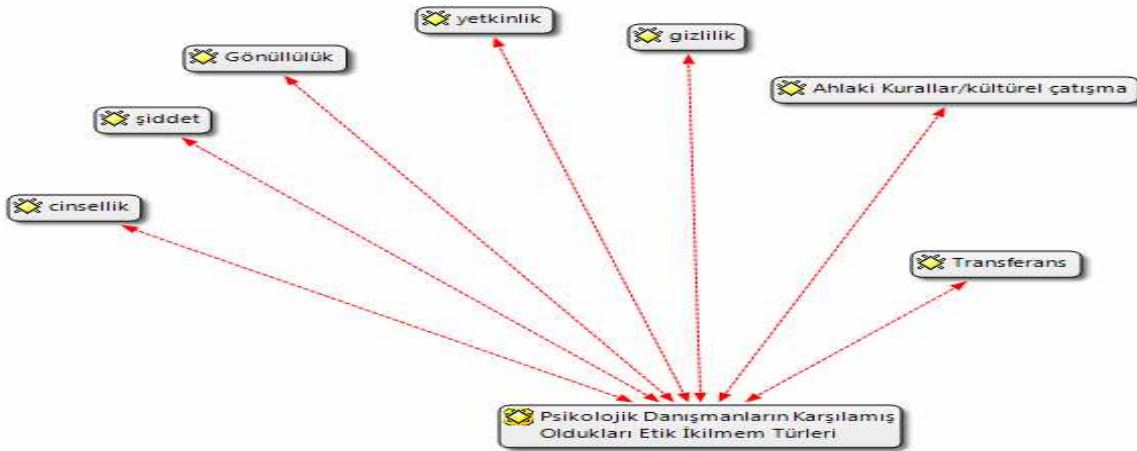 yetkinlik
gizlilik
Gönüllülük
Ahlaki Kurallar/kültürel çatışma
şiddet
cinsellik
Transferans
Psikolojik Danışmanların Karşılamış
Oldukları Etik İkilmem Türleri